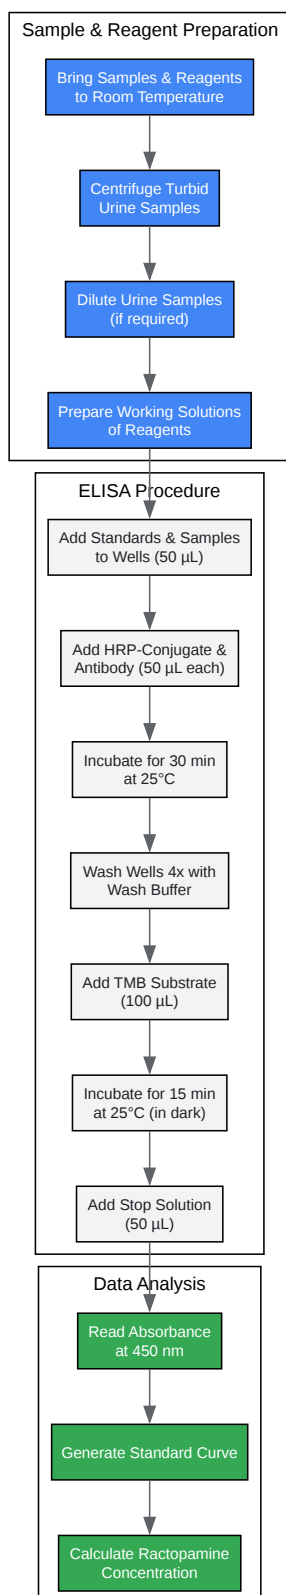 Sample & Reagent Preparation
Bring Samples & Reagents
to Room Temperature
Centrifuge Turbid
Urine Samples
Dilute Urine Samples
(if required)
Prepare Working Solutions
of Reagents
ELISA Procedure
Add Standards & Samples
to Wells (50 µL)
Add HRP-Conjugate &
Antibody (50 µL each)
Incubate for 30 min
at 25°C
Wash Wells 4x with
Wash Buffer
Add TMB Substrate
(100 µL)
Incubate for 15 min
at 25°C (in dark)
Add Stop Solution
(50 µL)
Data Analysis
Read Absorbance
at 450 nm
Generate Standard Curve
Calculate Ractopamine
Concentration